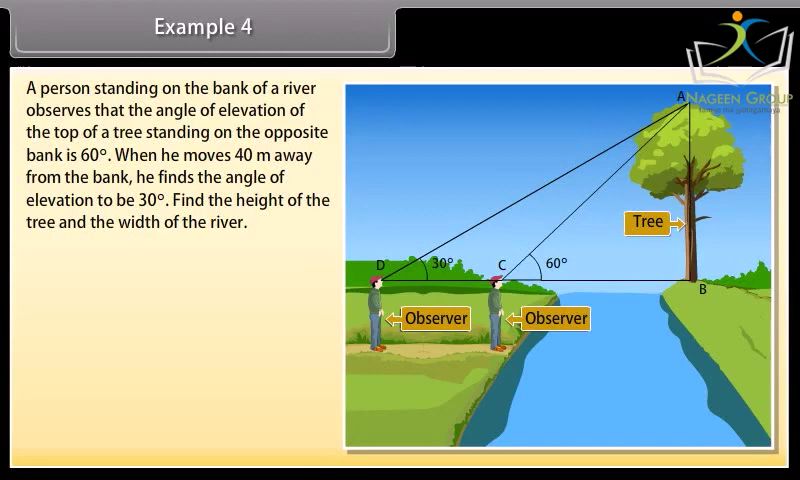 Example 4
NAGEEN GROUP
A person standing on the bank of a river
observes that the angle of elevation of
the top of a tree standing on the opposite
bank is 60°. When he moves 40 m away
from the bank, he finds the angle of
elevation to be 30°. Find the height of the
tree and the width of the river.
A
Tree
D 30° C 60°
B
Observer Observer